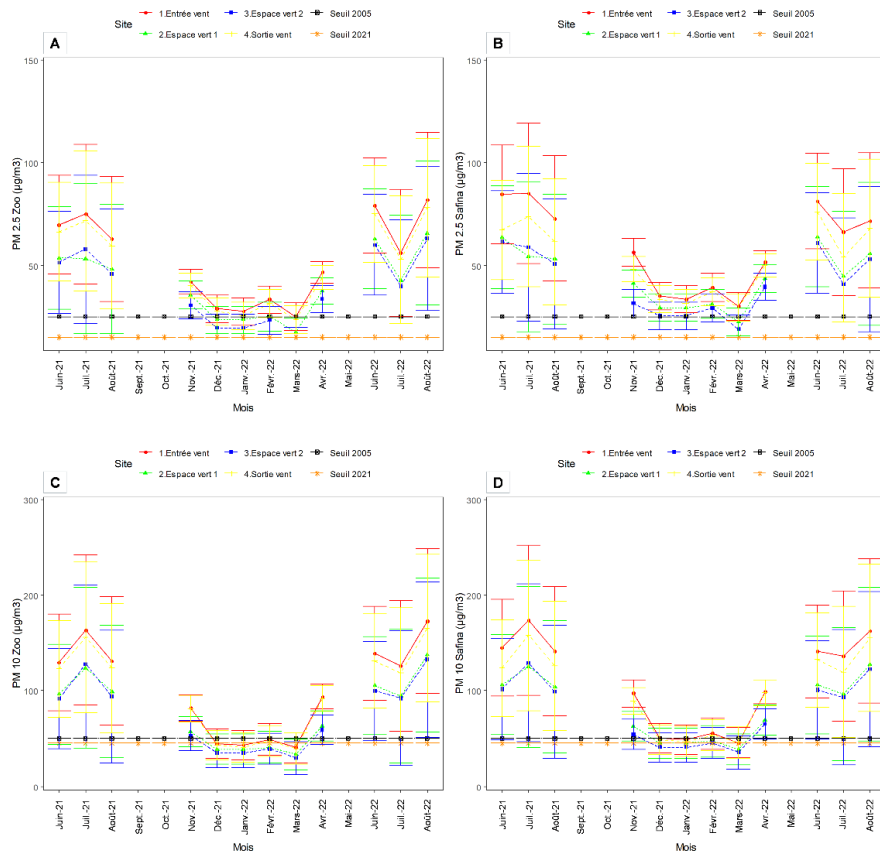 Site
1.Entrée vent 3.Espace vert 2 Seuil 2005
2.Espace vert 1 4.Sortie vent Seuil 2021
A
150
100
50
PM 2.5 Zoo (µg/m3)
Juin-21 Juil.-21 Août-21 Sept.-21 Oct.-21 Nov.-21 Déc.-21 Janv.-22 Févr.-22 Mars-22 Avr.-22 Mai-22 Juin-22 Juil.-22 Août-22
Mois
Site
1.Entrée vent 3.Espace vert 2 Seuil 2005
2.Espace vert 1 4.Sortie vent Seuil 2021
B
150
100
50
PM 2.5 Safina (µg/m3)
Juin-21 Juil.-21 Août-21 Sept.-21 Oct.-21 Nov.-21 Déc.-21 Janv.-22 Févr.-22 Mars-22 Avr.-22 Mai-22 Juin-22 Juil.-22 Août-22
Mois
Site
1.Entrée vent 3.Espace vert 2 Seuil 2005
2.Espace vert 1 4.Sortie vent Seuil 2021
C
300
200
100
0
PM 10 Zoo (µg/m3)
Juin-21 Juil.-21 Août-21 Sept.-21 Oct.-21 Nov.-21 Déc.-21 Janv.-22 Févr.-22 Mars-22 Avr.-22 Mai-22 Juin-22 Juil.-22 Août-22
Mois
Site
1.Entrée vent 3.Espace vert 2 Seuil 2005
2.Espace vert 1 4.Sortie vent Seuil 2021
D
300
200
100
0
PM 10 Safina (µg/m3)
Juin-21 Juil.-21 Août-21 Sept.-21 Oct.-21 Nov.-21 Déc.-21 Janv.-22 Févr.-22 Mars-22 Avr.-22 Mai-22 Juin-22 Juil.-22 Août-22
Mois